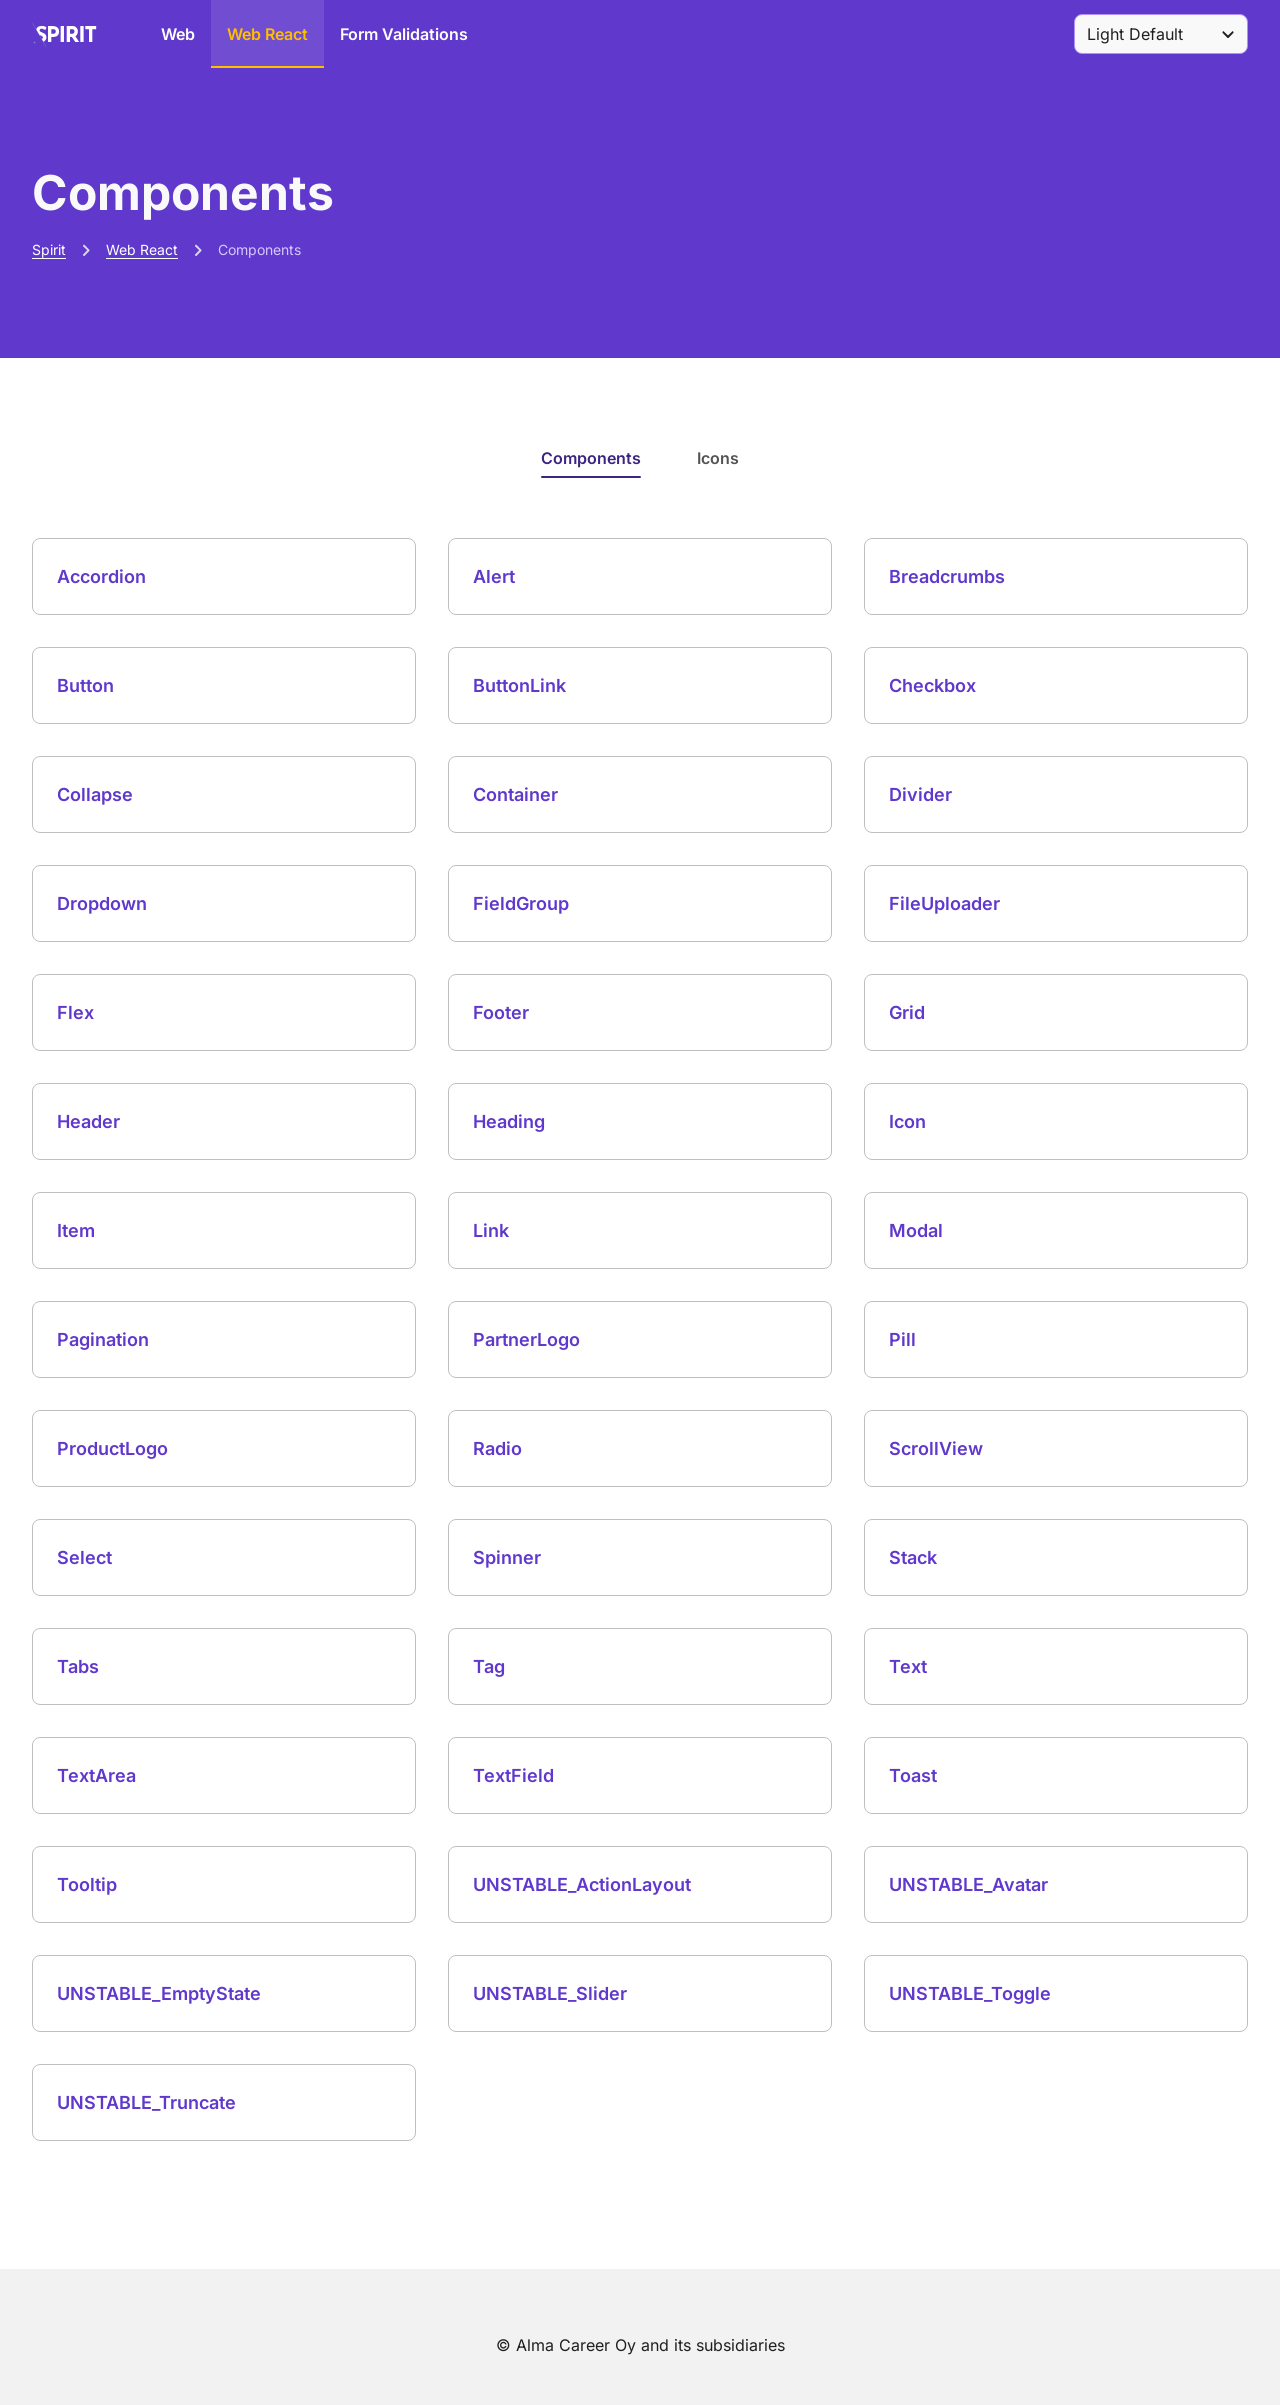 SPIRIT Web Web React Form Validations Light Default
Components
Spirit Web React Components
Components Icons
Accordion Alert Breadcrumbs
Button ButtonLink Checkbox
Collapse Container Divider
Dropdown FieldGroup FileUploader
Flex Footer Grid
Header Heading Icon
Item Link Modal
Pagination PartnerLogo Pill
ProductLogo Radio ScrollView
Select Spinner Stack
Tabs Tag Text
TextArea TextField Toast
Tooltip UNSTABLE_ActionLayout UNSTABLE_Avatar
UNSTABLE_EmptyState UNSTABLE_Slider UNSTABLE_Toggle
UNSTABLE_Truncate
© Alma Career Oy and its subsidiaries